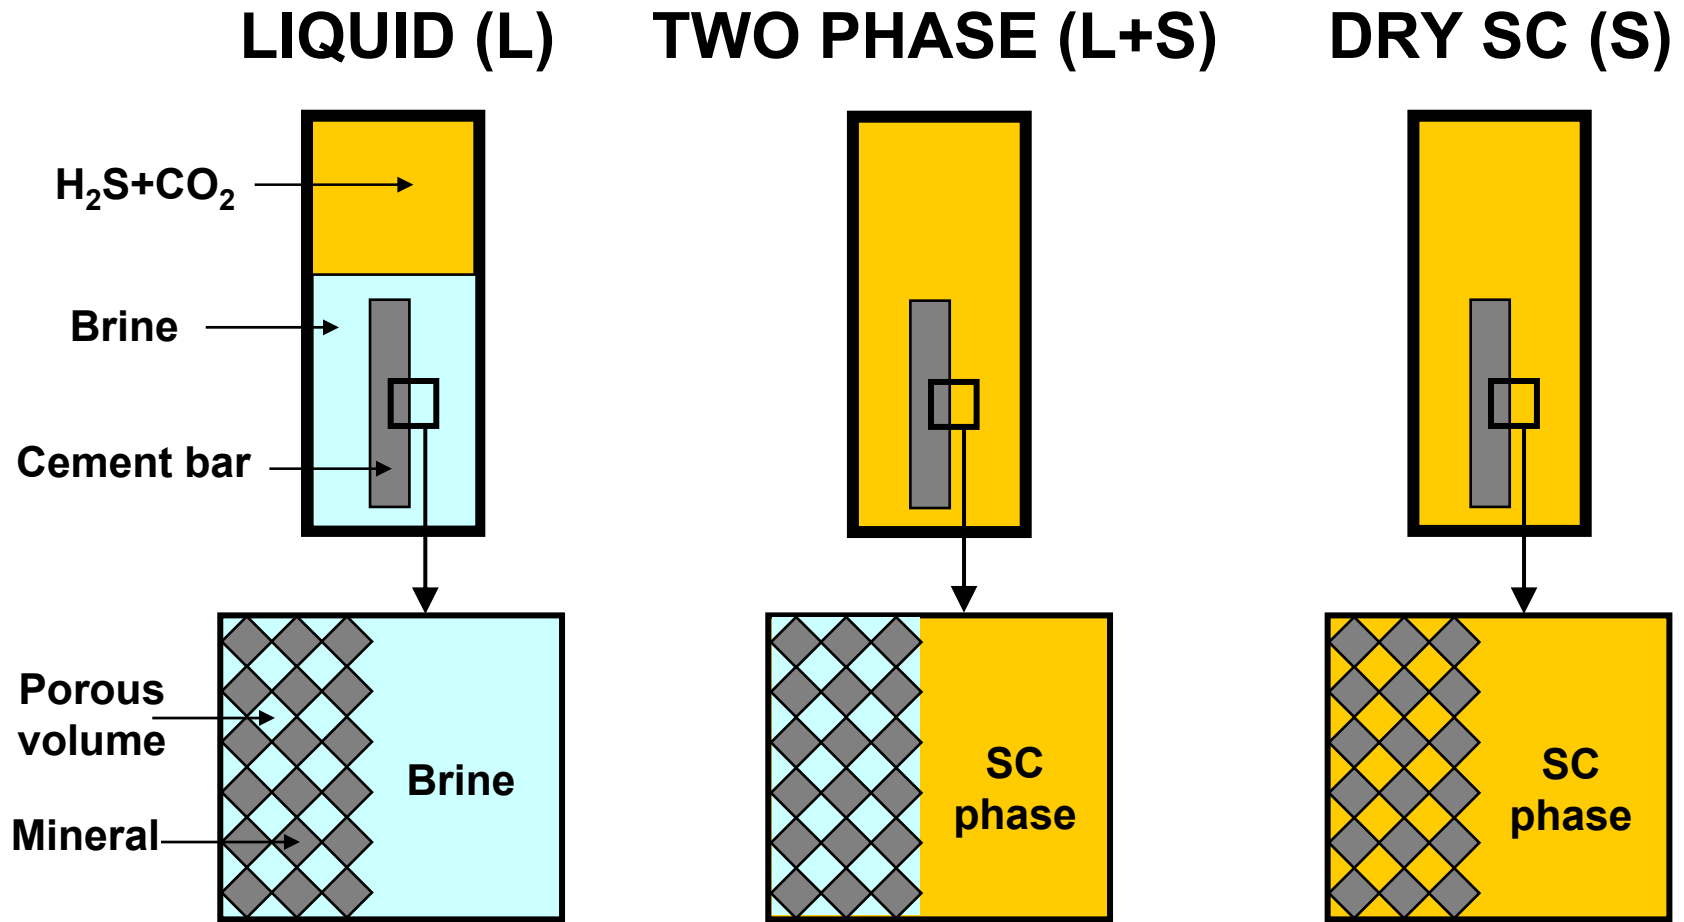 LIQUID (L)
TWO PHASE (L+S)
DRY SC (S)
H₂S+CO₂
Brine
Cement bar
Porous
volume
Mineral
Brine
SC
phase
SC
phase